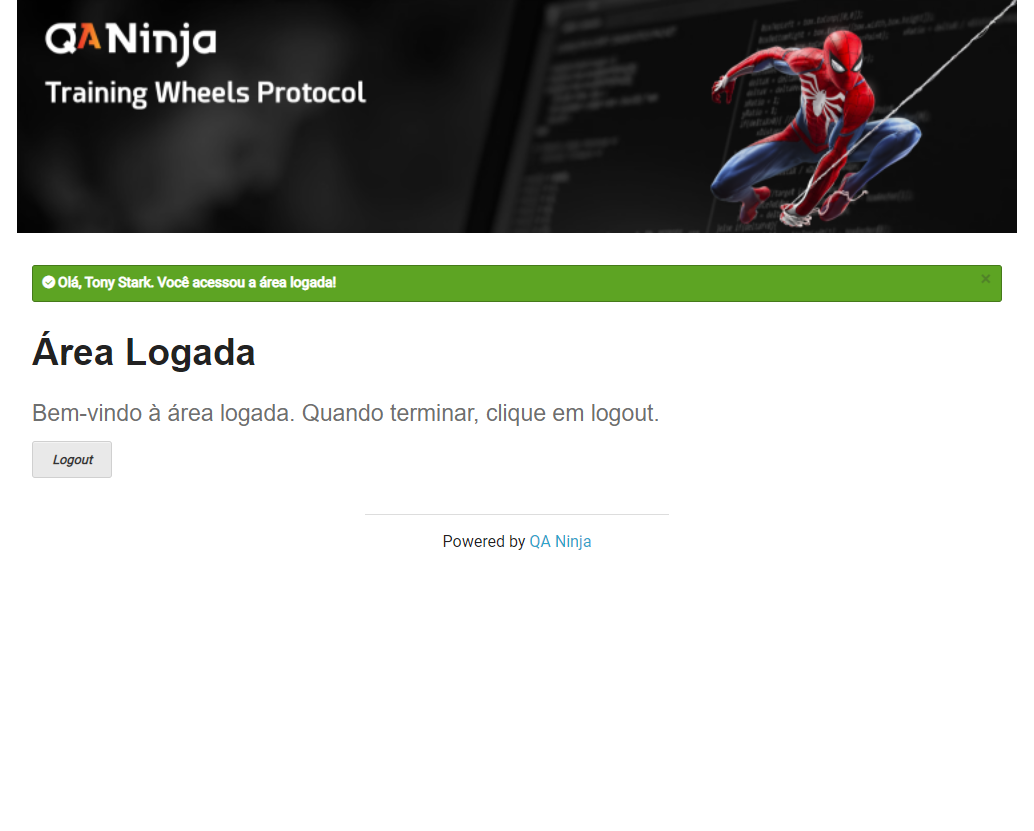 QA Ninja
Training Wheels Protocol
Olá, Tony Stark. Você acessou a área logada!
×
Área Logada
Bem-vindo à área logada. Quando terminar, clique em logout.
Logout
Powered by QA Ninja